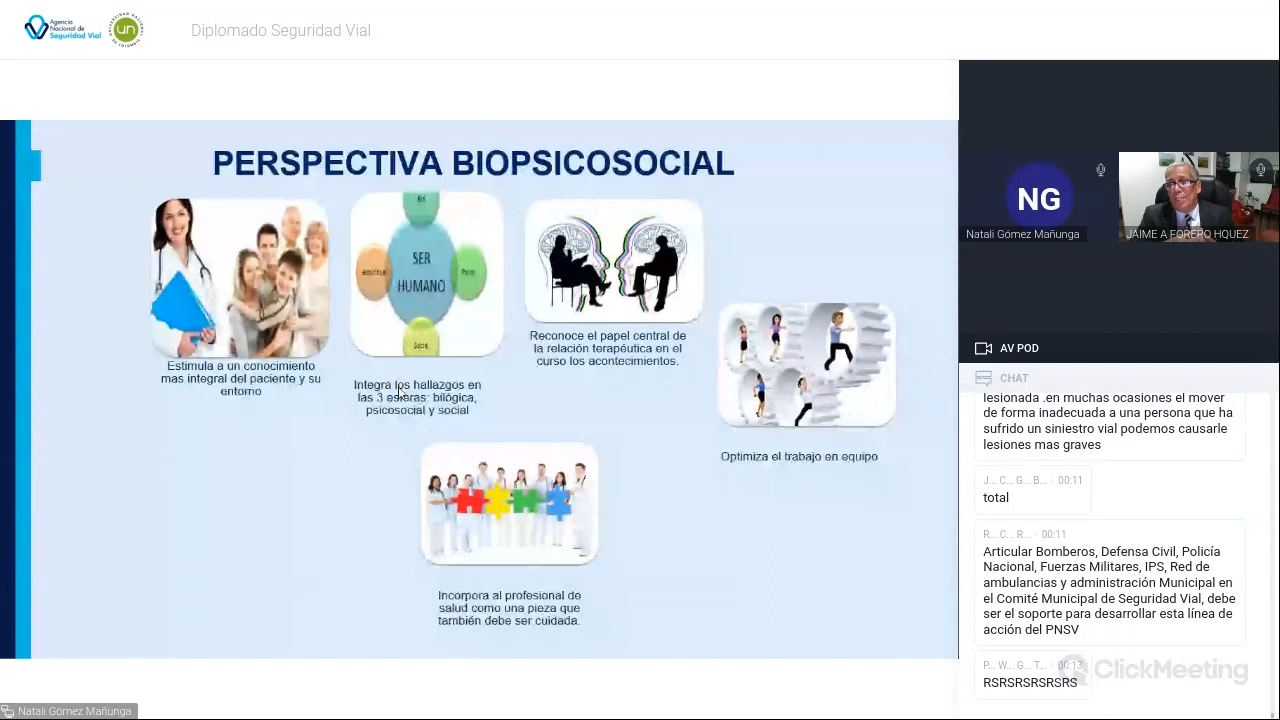 Agencia
Nacional de
Seguridad Vial
un
Diplomado Seguridad Vial
PERSPECTIVA BIOPSICOSOCIAL
SER
HUMANO
Estimula a un conocimiento
mas integral del paciente y su
entorno
Integra los hallazgos en
las 3 esferas: bilógica,
psicosocial y social
Reconoce el papel central de
la relación terapéutica en el
curso los acontecimientos.
Optimiza el trabajo en equipo
Incorpora al profesional de
salud como una pieza que
también debe ser cuidada.
NG
Natali Gómez Mañunga
JAIME A FORERO HQUEZ
AV POD
CHAT
lesionada .en muchas ocasiones el mover
de forma inadecuada a una persona que ha
sufrido un siniestro vial podemos causarle
lesiones mas graves
J... C... G... B... 00:11
total
R... C... R... 00:11
Articular Bomberos, Defensa Civil, Policía
Nacional, Fuerzas Militares, IPS, Red de
ambulancias y administración Municipal en
el Comité Municipal de Seguridad Vial, debe
ser el soporte para desarrollar esta línea de
acción del PNSV
P... W... G... T... 00:13
RSRSRSRSRSRS
ClickMeeting
Natali Gómez Mañunga